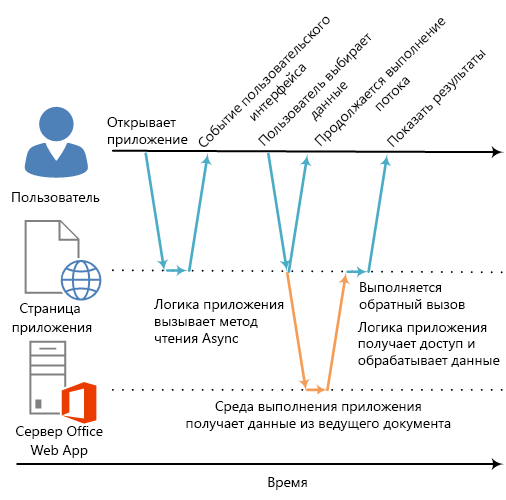 Открывает
приложение
Событие пользовательского
интерфейса
Пользователь выбирает
данные
Продолжается выполнение
потока
Показать результаты
Пользователь
Страница
приложения
Логика приложения
вызывает метод
чтения Async
Выполняется
обратный вызов
Логика приложения
получает доступ и
обрабатывает данные
Среда выполнения приложения
получает данные из ведущего документа
Сервер Office
Web App
Время